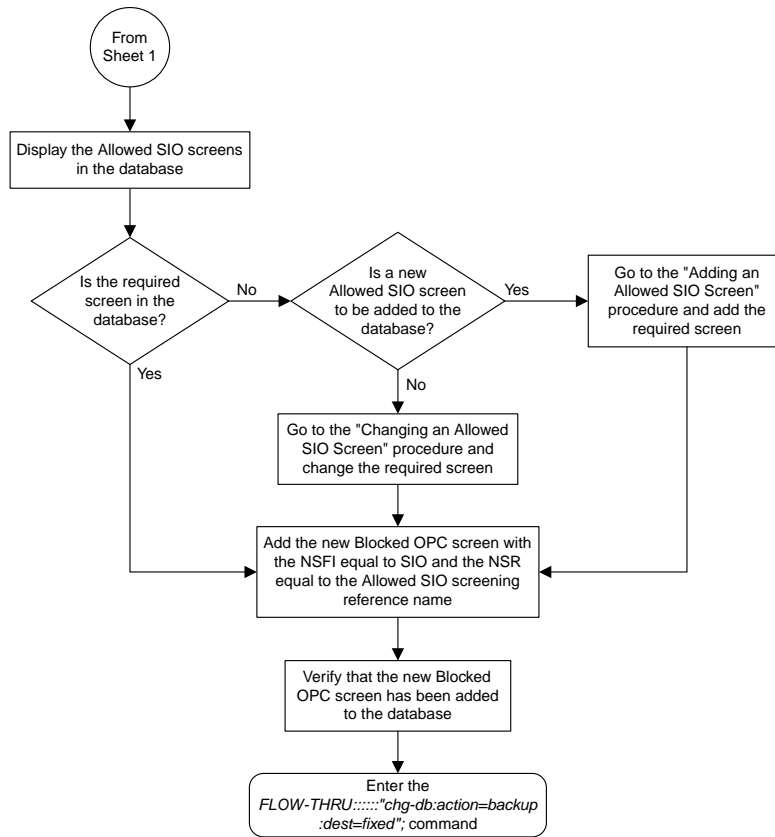 From
Sheet 1
Display the Allowed SIO screens
in the database
Is the required
screen in the
database?
No
Yes
Is a new
Allowed SIO screen
to be added to the
database?
Yes
No
Go to the "Adding an
Allowed SIO Screen"
procedure and add the
required screen
Go to the "Changing an Allowed
SIO Screen" procedure and
change the required screen
Add the new Blocked OPC screen with
the NSFI equal to SIO and the NSR
equal to the Allowed SIO screening
reference name
Verify that the new Blocked
OPC screen has been added
to the database
Enter the
FLOW-THRU::::::"chg-db:action=backup
:dest=fixed"; command